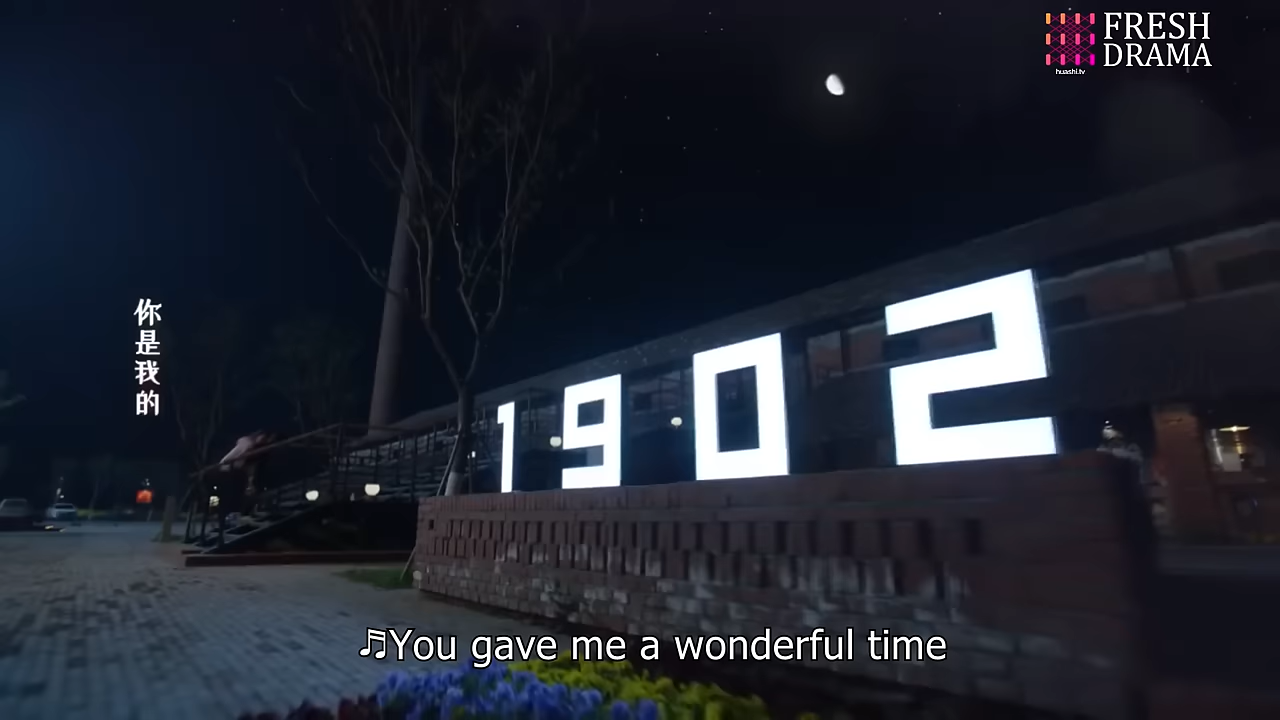 FRESH
DRAMA
huashi.tv
你是我的
1902
♬You gave me a wonderful time